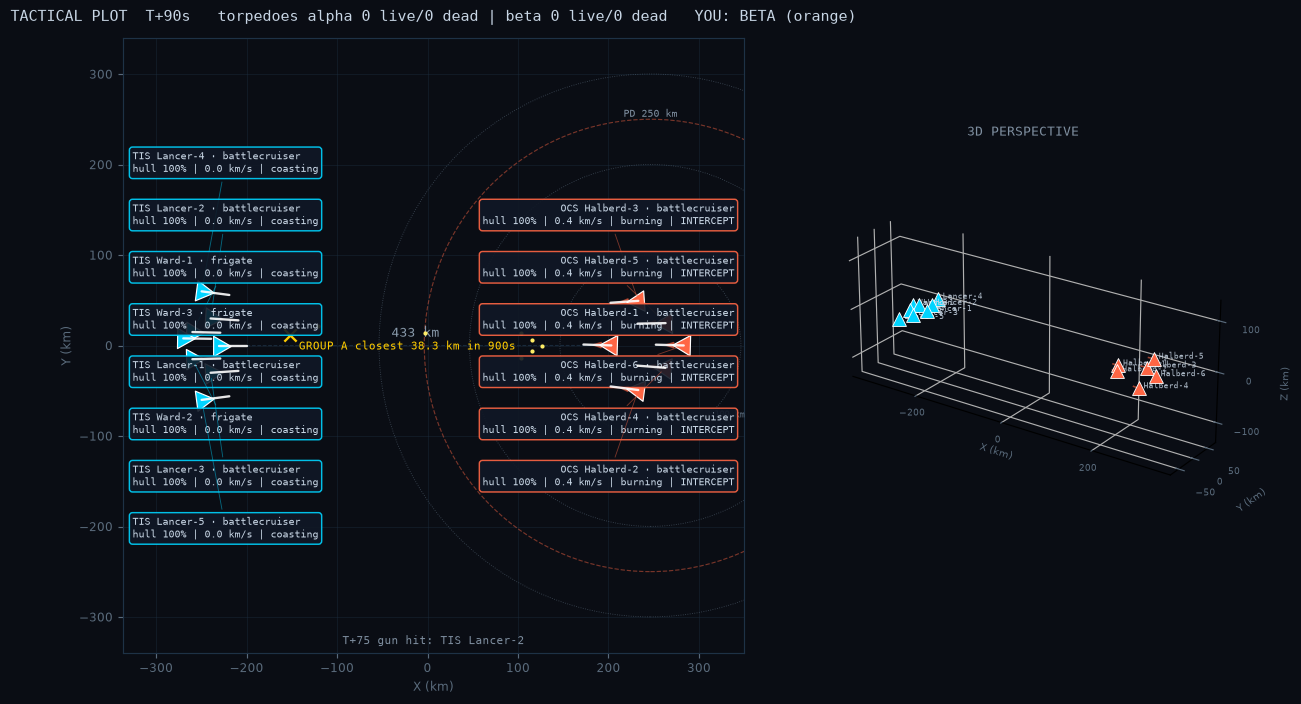 TACTICAL PLOT  T+90s   torpedoes alpha 0 live/0 dead | beta 0 live/0 dead   YOU: BETA (orange)
3D PERSPECTIVE
PD 250 km
TIS Lancer-4 · battlecruiser
hull 100% | 0.0 km/s | coasting
TIS Lancer-2 · battlecruiser
hull 100% | 0.0 km/s | coasting
TIS Ward-1 · frigate
hull 100% | 0.0 km/s | coasting
TIS Ward-3 · frigate
hull 100% | 0.0 km/s | coasting
TIS Lancer-1 · battlecruiser
hull 100% | 0.0 km/s | coasting
TIS Ward-2 · frigate
hull 100% | 0.0 km/s | coasting
TIS Lancer-3 · battlecruiser
hull 100% | 0.0 km/s | coasting
TIS Lancer-5 · battlecruiser
hull 100% | 0.0 km/s | coasting
OCS Halberd-3 · battlecruiser
hull 100% | 0.4 km/s | burning | INTERCEPT
OCS Halberd-5 · battlecruiser
hull 100% | 0.4 km/s | burning | INTERCEPT
OCS Halberd-1 · battlecruiser
hull 100% | 0.4 km/s | burning | INTERCEPT
OCS Halberd-6 · battlecruiser
hull 100% | 0.4 km/s | burning | INTERCEPT
OCS Halberd-4 · battlecruiser
hull 100% | 0.4 km/s | burning | INTERCEPT
OCS Halberd-2 · battlecruiser
hull 100% | 0.4 km/s | burning | INTERCEPT
433 km
GROUP A closest 38.3 km in 900s
T+75 gun hit: TIS Lancer-2
300
200
100
0
−100
−200
−300
Y (km)
−300
−200
−100
0
100
200
300
X (km)
Lancer-4
Halberd-5
Halberd-6
Halberd-4
−200
0
200
X (km)
−50
0
50
Y (km)
100
0
−100
Z (km)